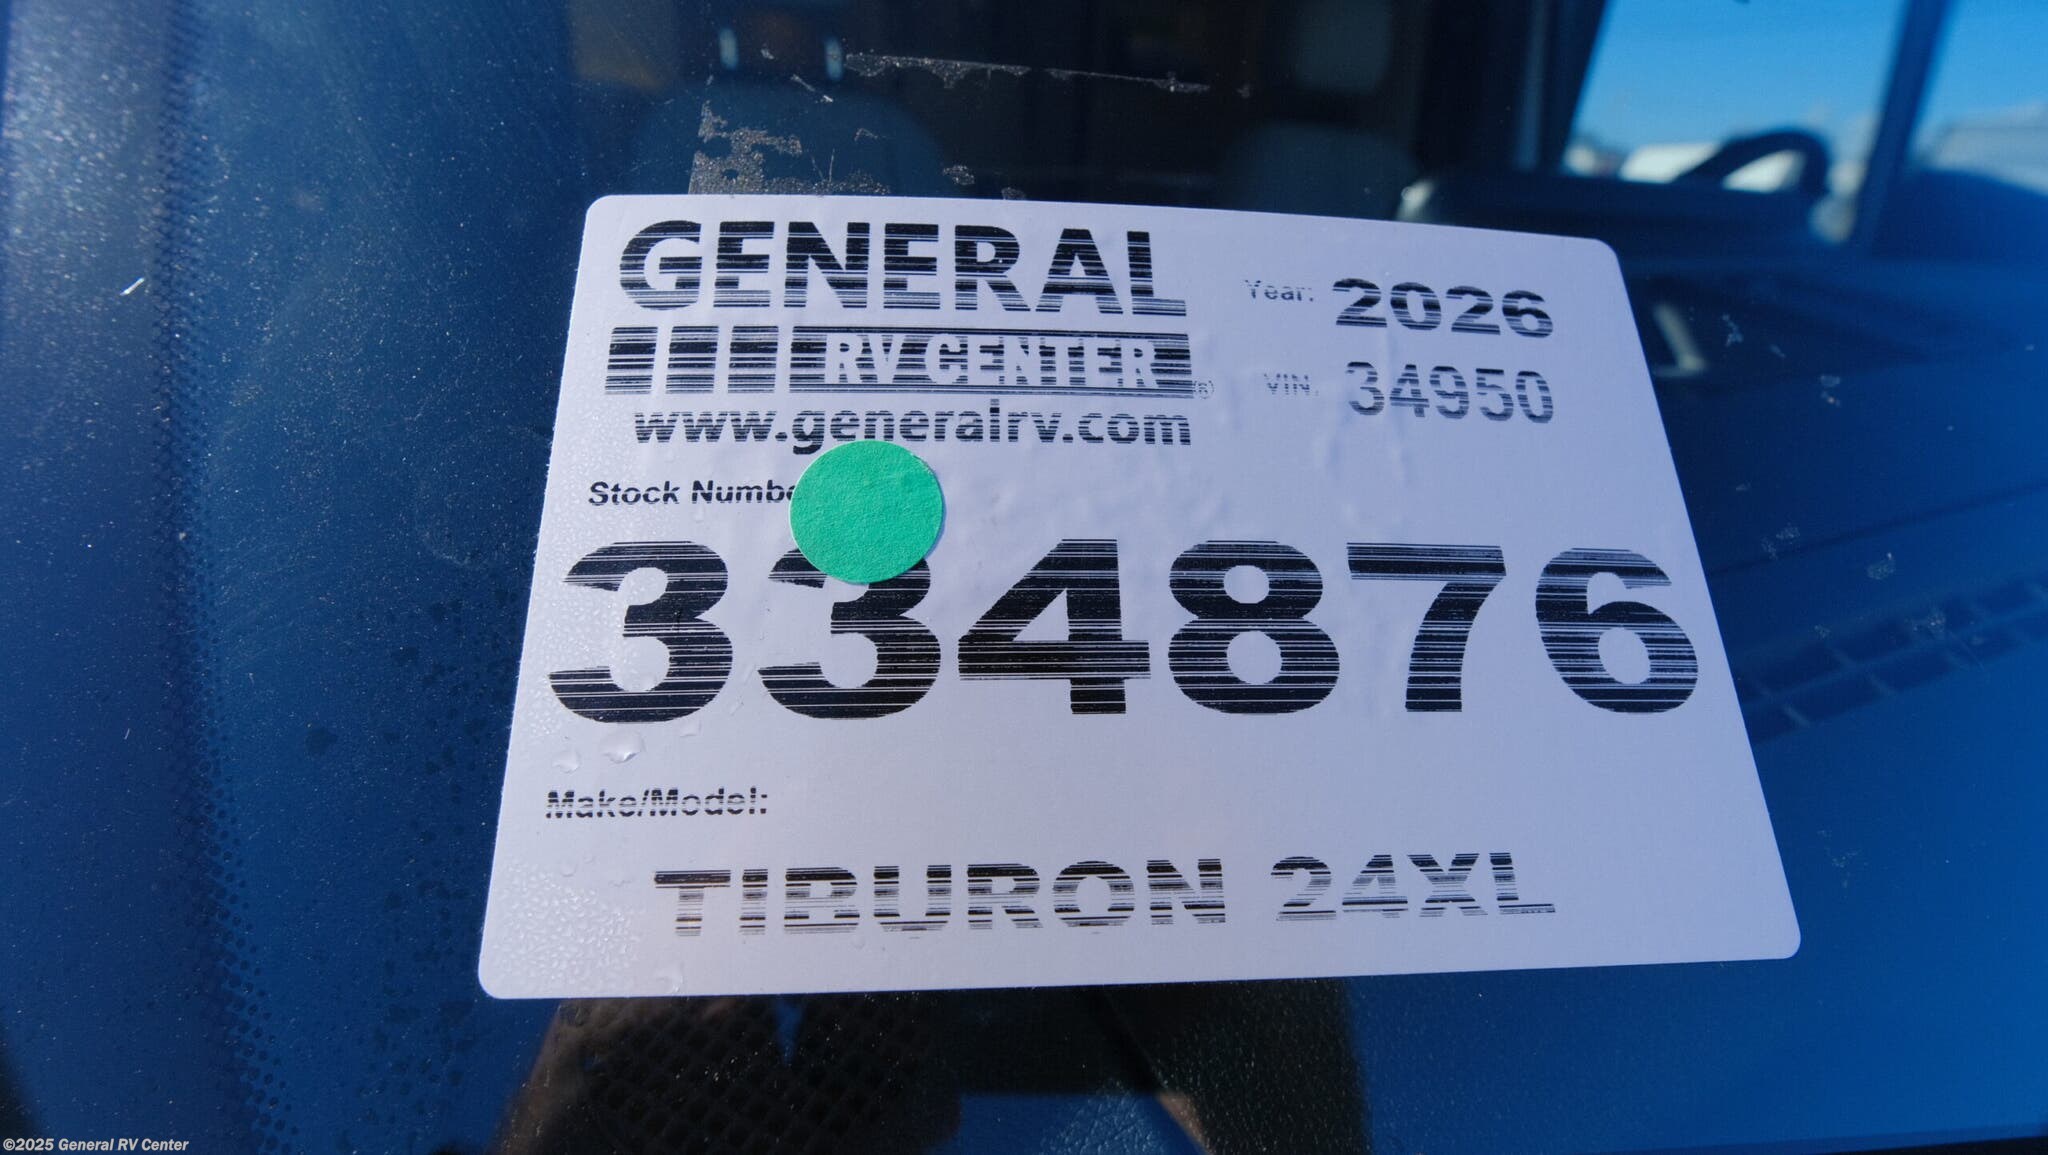 GENERAL
RV CENTER®
www.generalrv.com
Year: 2026
VIN: 34950
Stock Numbe
334876
Make/Model:
TIBURON 24XL
©2025 General RV Center